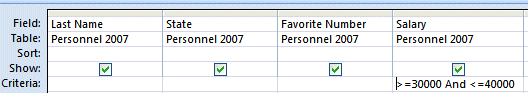 Field: Last Name State Favorite Number Salary
Table: Personnel 2007 Personnel 2007 Personnel 2007 Personnel 2007
Sort:
Show:
Criteria: >=30000 And <=40000